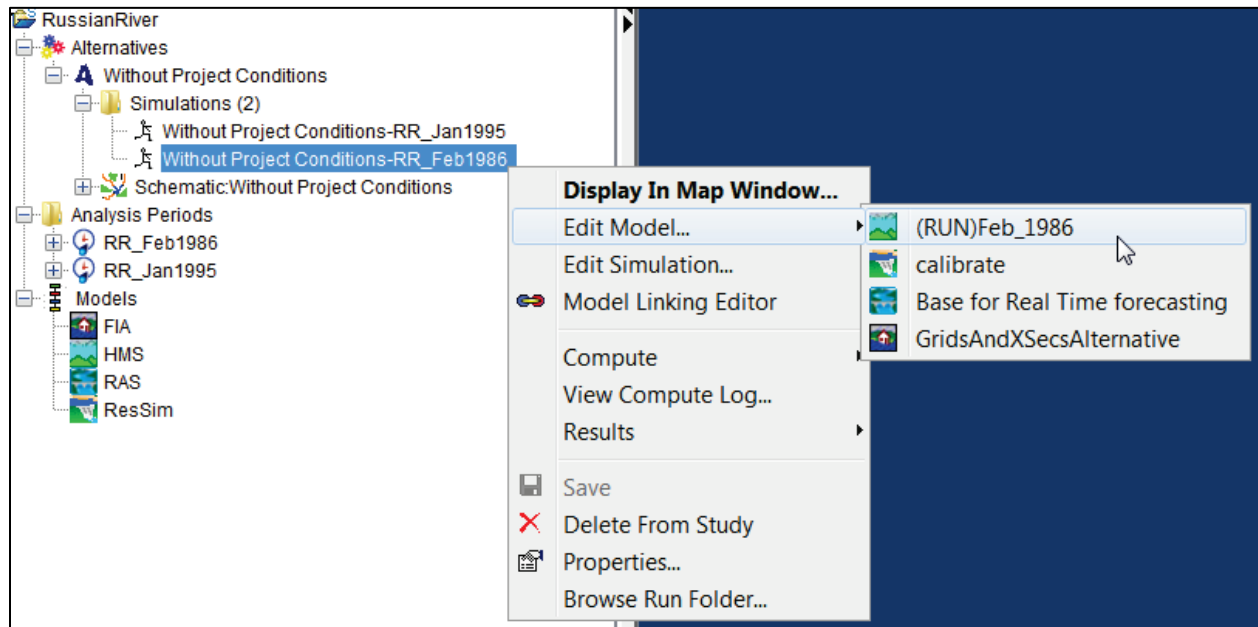 RussianRiver
Alternatives
Without Project Conditions
Simulations (2)
Without Project Conditions-RR_Jan1995
Without Project Conditions-RR_Feb1986
Schematic:Without Project Conditions
Analysis Periods
RR_Feb1986
RR_Jan1995
Models
FIA
HMS
RAS
ResSim
Display In Map Window...
Edit Model...
Edit Simulation...
Model Linking Editor
Compute
View Compute Log...
Results
Save
Delete From Study
Properties...
Browse Run Folder...
(RUN)Feb_1986
calibrate
Base for Real Time forecasting
GridsAndXSecsAlternative